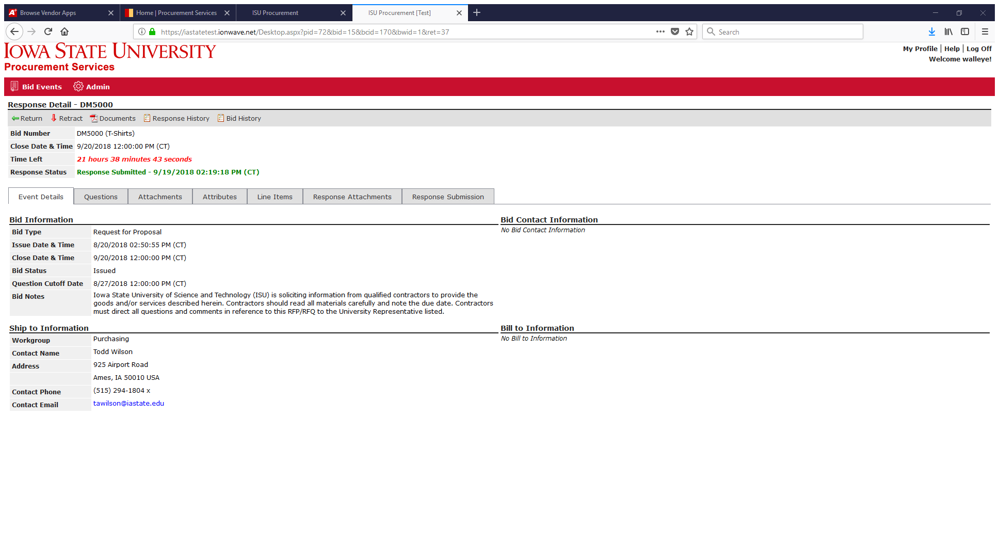 Browse Vendor Apps
Home | Procurement Services
ISU Procurement
ISU Procurement [Test]
https://iastatetest.ionwave.net/Desktop.aspx?pid=72&bid=15&bcid=170&bwid=1&ret=37
Search
IOWA STATE UNIVERSITY
Procurement Services
My Profile | Help | Log Off
Welcome walleye!
Bid Events
Admin
Response Detail - DM5000
Return Retract Documents Response History Bid History
Bid Number DM5000 (T-Shirts)
Close Date & Time 9/20/2018 12:00:00 PM (CT)
Time Left 21 hours 38 minutes 43 seconds
Response Status Response Submitted - 9/19/2018 02:19:18 PM (CT)
Event Details Questions Attachments Attributes Line Items Response Attachments Response Submission
Bid Information
Bid Type Request for Proposal
Issue Date & Time 8/20/2018 02:50:55 PM (CT)
Close Date & Time 9/20/2018 12:00:00 PM (CT)
Bid Status Issued
Question Cutoff Date 8/27/2018 12:00:00 PM (CT)
Bid Notes Iowa State University of Science and Technology (ISU) is soliciting information from qualified contractors to provide the
goods and/or services described herein. Contractors should read all materials carefully and note the due date. Contractors
must direct all questions and comments in reference to this RFP/RFQ to the University Representative listed.
Bid Contact Information
No Bid Contact Information
Ship to Information
Workgroup Purchasing
Contact Name Todd Wilson
Address 925 Airport Road
Ames, IA 50010 USA
Contact Phone (515) 294-1804 x
Contact Email tawilson@iastate.edu
Bill to Information
No Bill to Information